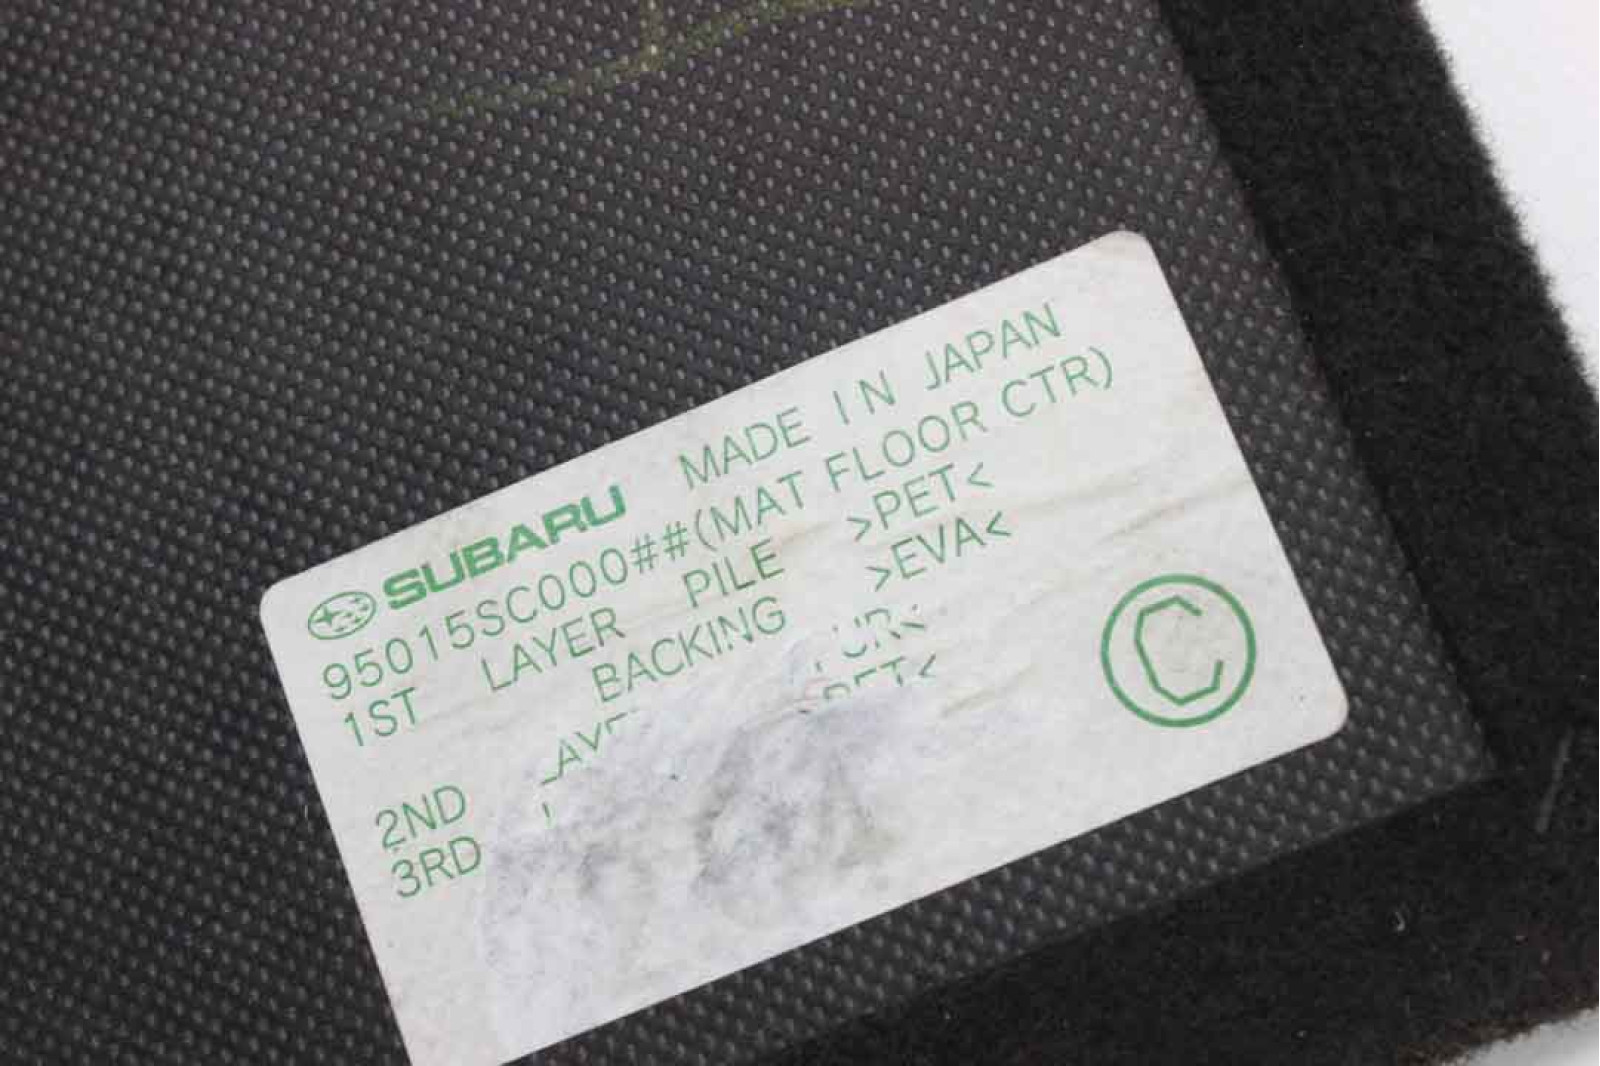 SUBARU MADE IN JAPAN
95015SC000##(MAT FLOOR CTR)
1ST LAYER PILE >PET<
BACKING >EVA<
2ND
3RD
C